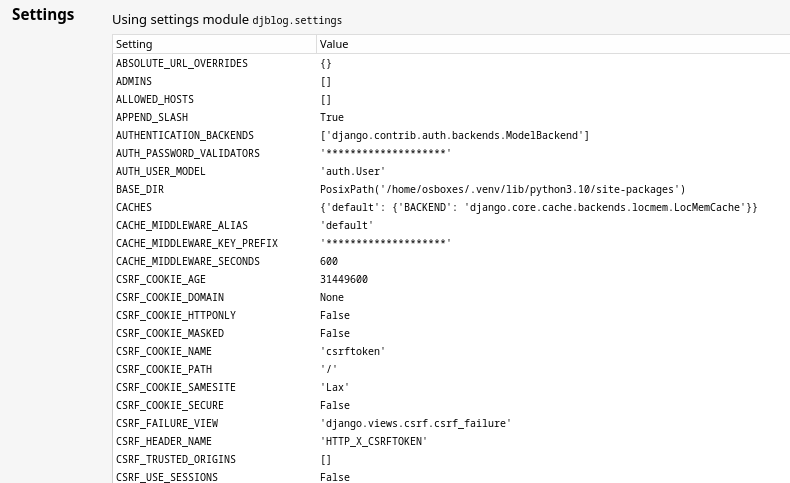 Settings
Using settings module djblog.settings
Setting Value
ABSOLUTE_URL_OVERRIDES {}
ADMINS []
ALLOWED_HOSTS []
APPEND_SLASH True
AUTHENTICATION_BACKENDS ['django.contrib.auth.backends.ModelBackend']
AUTH_PASSWORD_VALIDATORS '********************'
AUTH_USER_MODEL 'auth.User'
BASE_DIR PosixPath('/home/osboxes/.venv/lib/python3.10/site-packages')
CACHES {'default': {'BACKEND': 'django.core.cache.backends.locmem.LocMemCache'}}
CACHE_MIDDLEWARE_ALIAS 'default'
CACHE_MIDDLEWARE_KEY_PREFIX '********************'
CACHE_MIDDLEWARE_SECONDS 600
CSRF_COOKIE_AGE 31449600
CSRF_COOKIE_DOMAIN None
CSRF_COOKIE_HTTPONLY False
CSRF_COOKIE_MASKED False
CSRF_COOKIE_NAME 'csrftoken'
CSRF_COOKIE_PATH '/'
CSRF_COOKIE_SAMESITE 'Lax'
CSRF_COOKIE_SECURE False
CSRF_FAILURE_VIEW 'django.views.csrf.csrf_failure'
CSRF_HEADER_NAME 'HTTP_X_CSRFTOKEN'
CSRF_TRUSTED_ORIGINS []
CSRF_USE_SESSIONS False